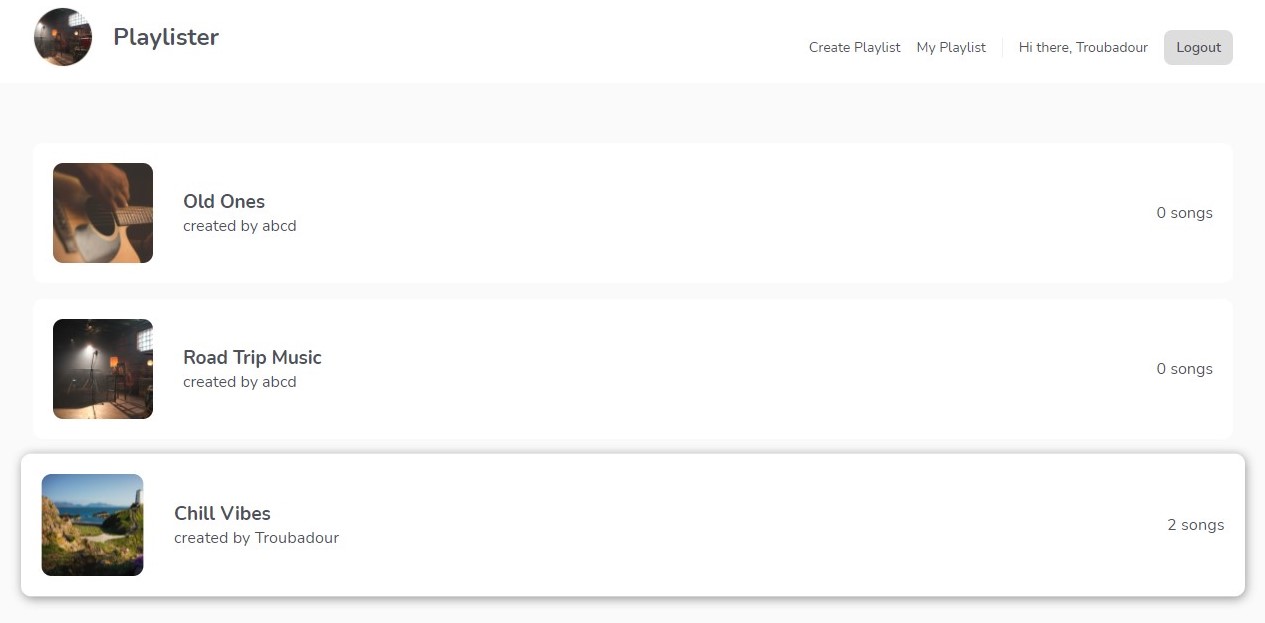 Playlister
Create Playlist My Playlist Hi there, Troubadour Logout
Old Ones
created by abcd
0 songs
Road Trip Music
created by abcd
0 songs
Chill Vibes
created by Troubadour
2 songs